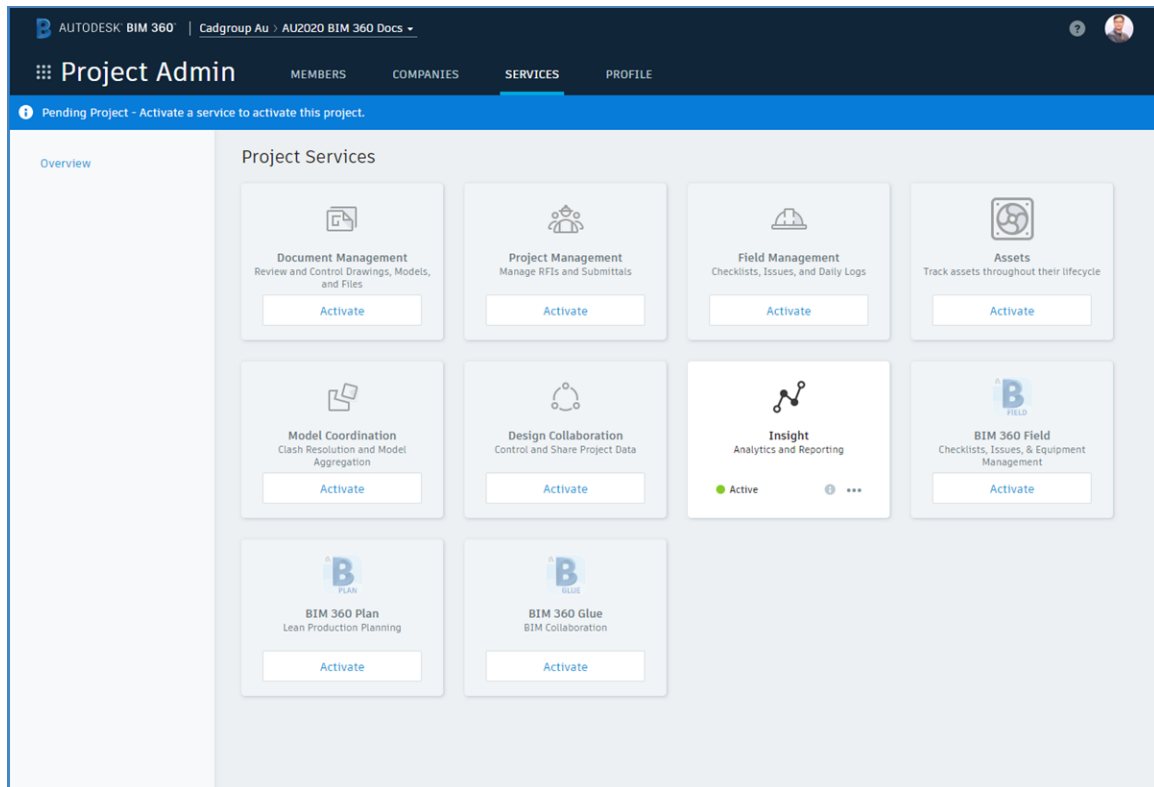 AUTODESK® BIM 360® | Cadgroup Au > AU2020 BIM 360 Docs
Project Admin MEMBERS COMPANIES SERVICES PROFILE
Pending Project - Activate a service to activate this project.
Overview
Project Services
Document Management
Review and Control Drawings, Models,
and Files
Activate
Project Management
Manage RFIs and Submittals
Activate
Field Management
Checklists, Issues, and Daily Logs
Activate
Assets
Track assets throughout their lifecycle
Activate
Model Coordination
Clash Resolution and Model
Aggregation
Activate
Design Collaboration
Control and Share Project Data
Activate
Insight
Analytics and Reporting
Active
B
FIELD
BIM 360 Field
Checklists, Issues, & Equipment
Management
Activate
B
PLAN
BIM 360 Plan
Lean Production Planning
Activate
B
GLUE
BIM 360 Glue
BIM Collaboration
Activate